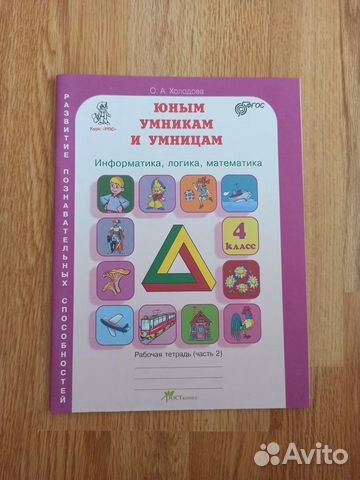 О. А. Холодова
Курс «РПС»
ФГОС
ЮНЫМ
УМНИКАМ
И УМНИЦАМ
Информатика, логика, математика
4
класс
Рабочая тетрадь (часть 2)
РОСТкнига
РАЗВИТИЕ ПОЗНАВАТЕЛЬНЫХ СПОСОБНОСТЕЙ
Avito